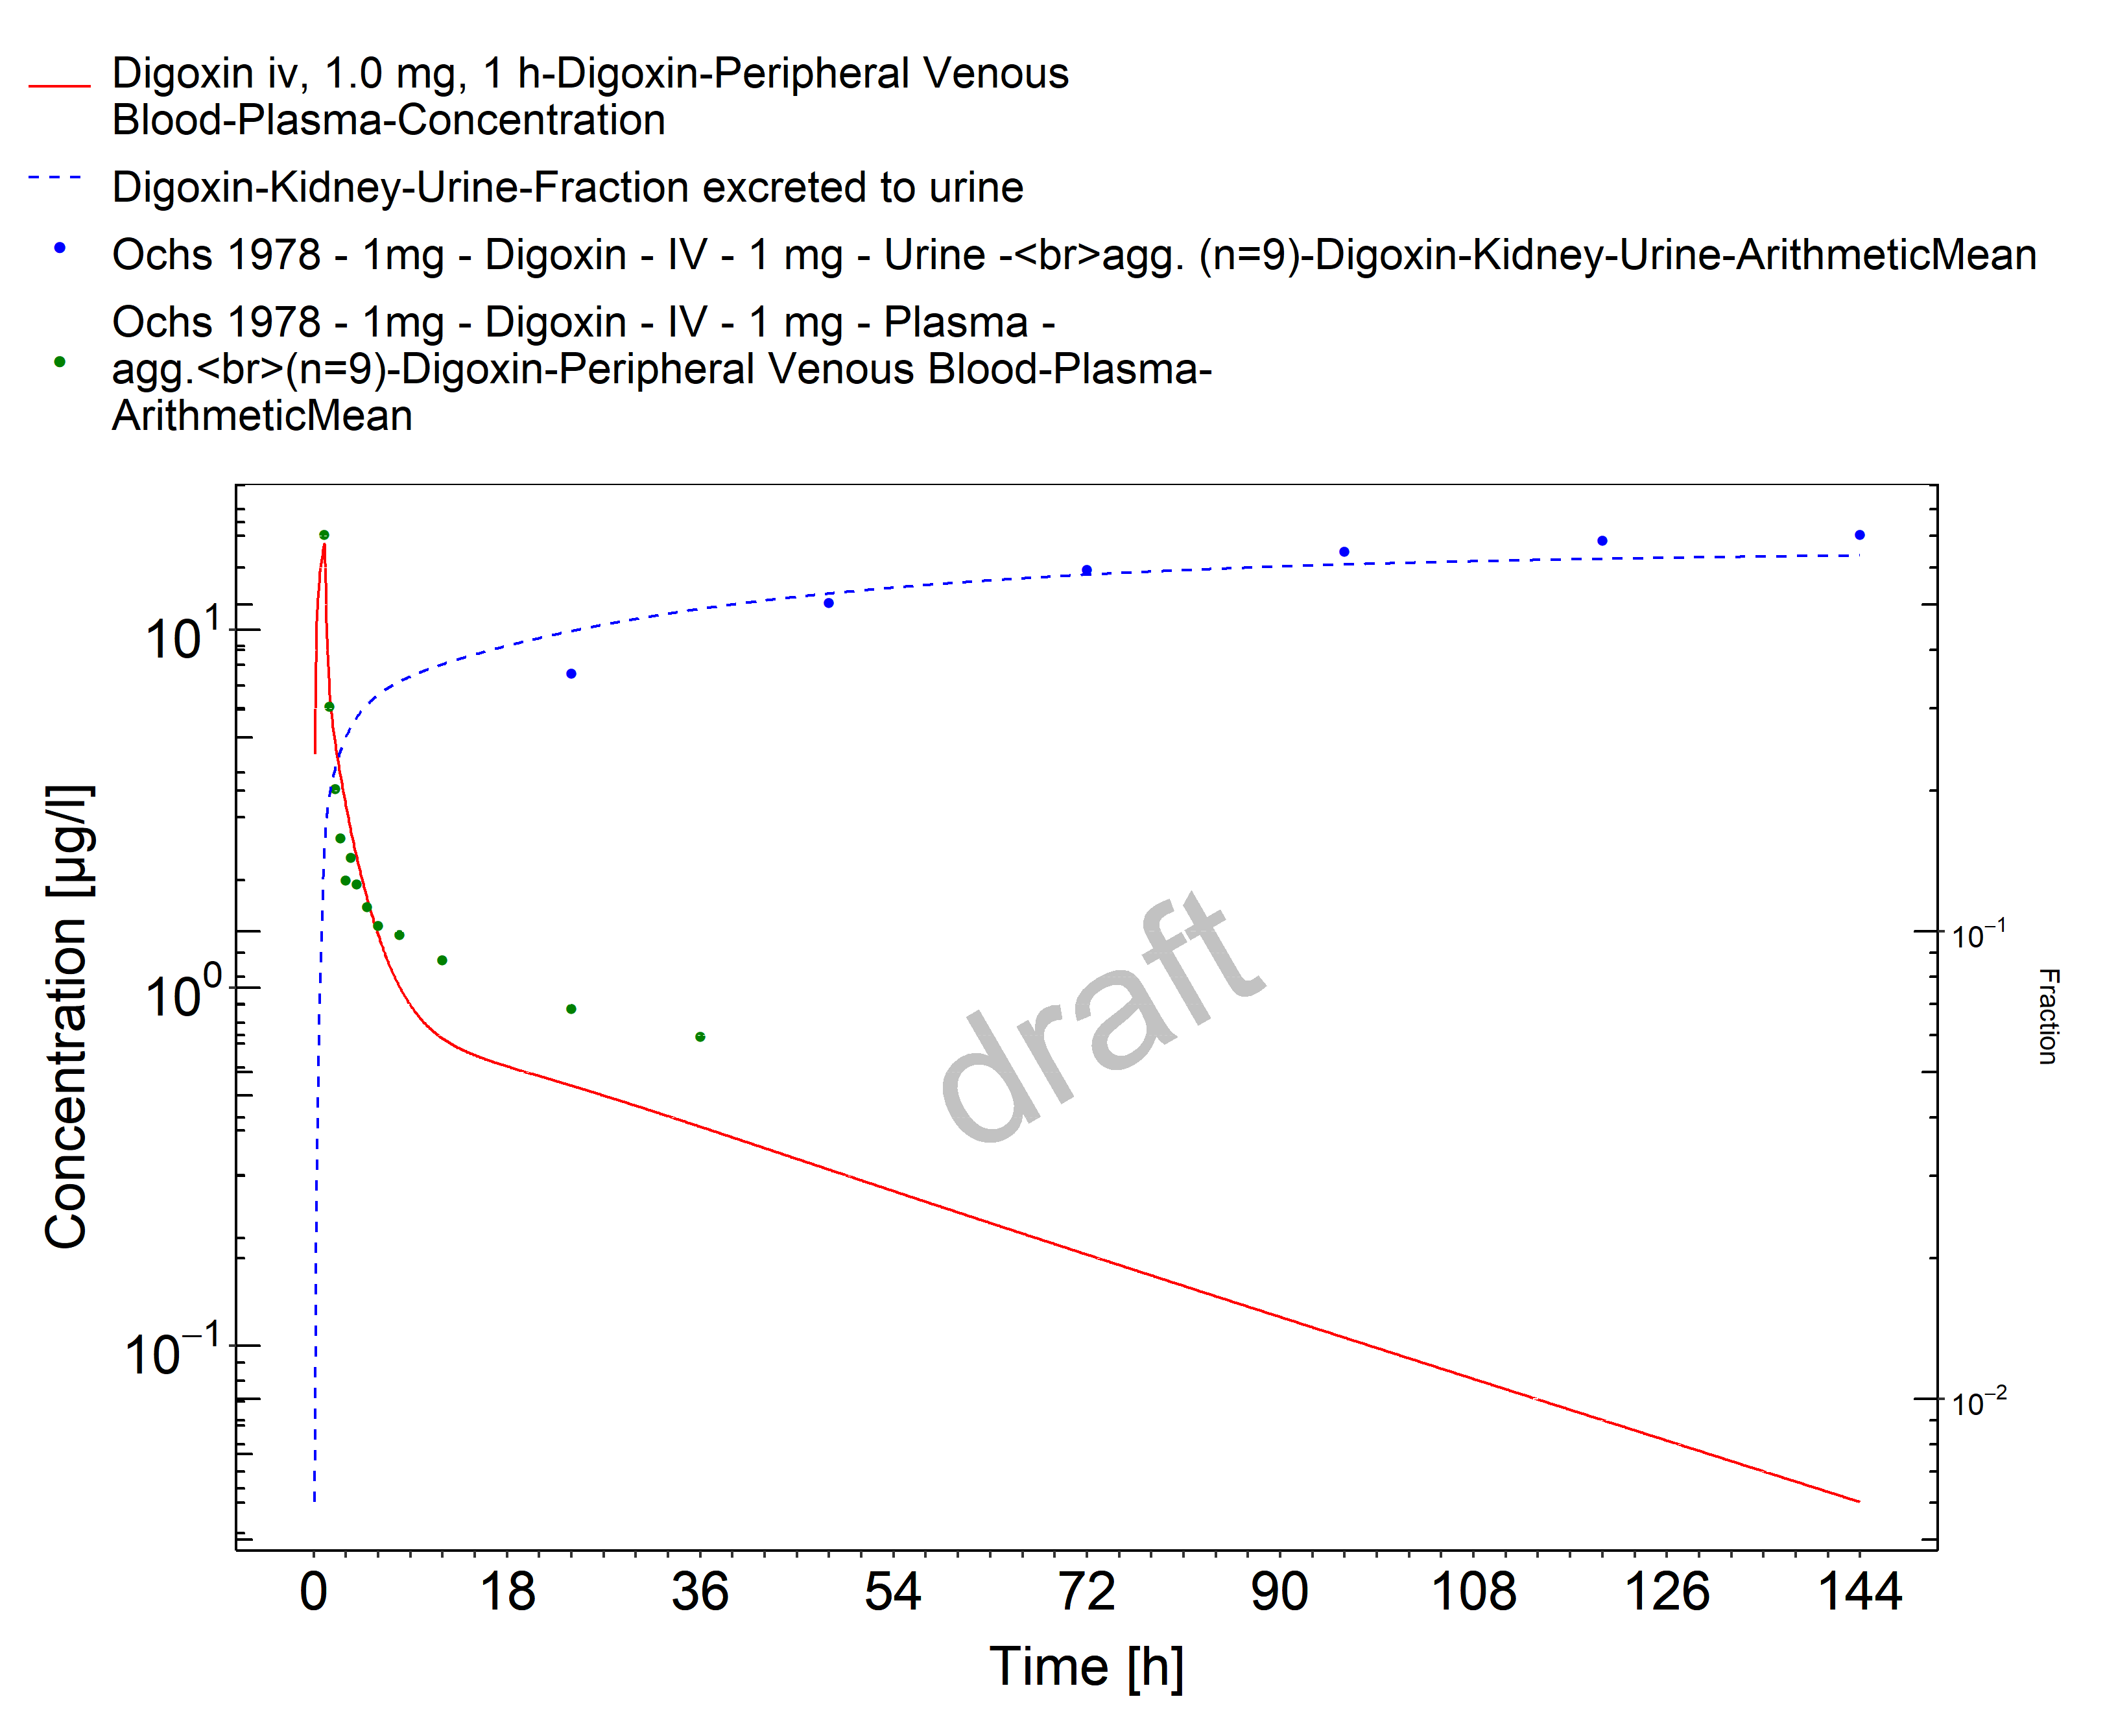 Digoxin iv, 1.0 mg, 1 h-Digoxin-Peripheral Venous
Blood-Plasma-Concentration
Digoxin-Kidney-Urine-Fraction excreted to urine
Ochs 1978 - 1mg - Digoxin - IV - 1 mg - Urine -<br>agg. (n=9)-Digoxin-Kidney-Urine-ArithmeticMean
Ochs 1978 - 1mg - Digoxin - IV - 1 mg - Plasma -
agg.<br>(n=9)-Digoxin-Peripheral Venous Blood-Plasma-
ArithmeticMean
Concentration [µg/l]
10¹
10⁰
10⁻¹
draft
10⁻¹
10⁻²
Fraction
0 18 36 54 72 90 108 126 144
Time [h]